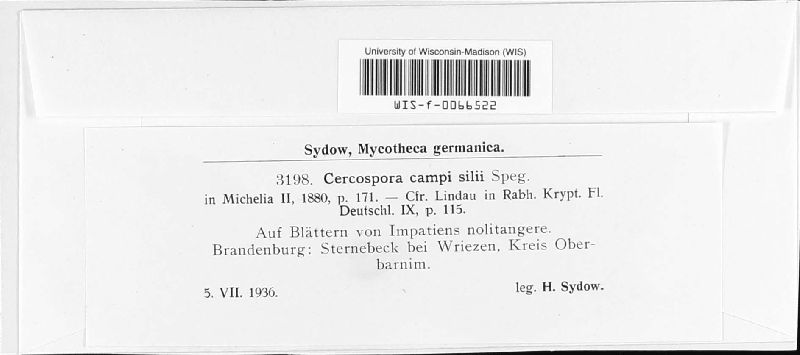 University of Wisconsin-Madison (WIS)
WIS-f-0066522
Sydow, Mycotheca germanica.
3198. Cercospora campi silii Speg.
in Michelia II, 1880, p. 171. — Cfr. Lindau in Rabh. Krypt. Fl.
Deutschl. IX, p. 115.
Auf Blättern von Impatiens nolitangere.
Brandenburg: Sternebeck bei Wriezen, Kreis Ober-
barnim.
5. VII. 1936. leg. H. Sydow.